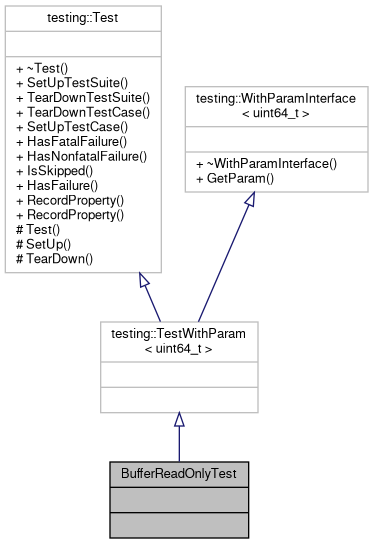 testing::Test
+ ~Test()
+ SetUpTestSuite()
+ TearDownTestSuite()
+ TearDownTestCase()
+ SetUpTestCase()
+ HasFatalFailure()
+ HasNonfatalFailure()
+ IsSkipped()
+ HasFailure()
+ RecordProperty()
+ RecordProperty()
# Test()
# SetUp()
# TearDown()
testing::WithParamInterface
< uint64_t >
+ ~WithParamInterface()
+ GetParam()
testing::TestWithParam
< uint64_t >
BufferReadOnlyTest